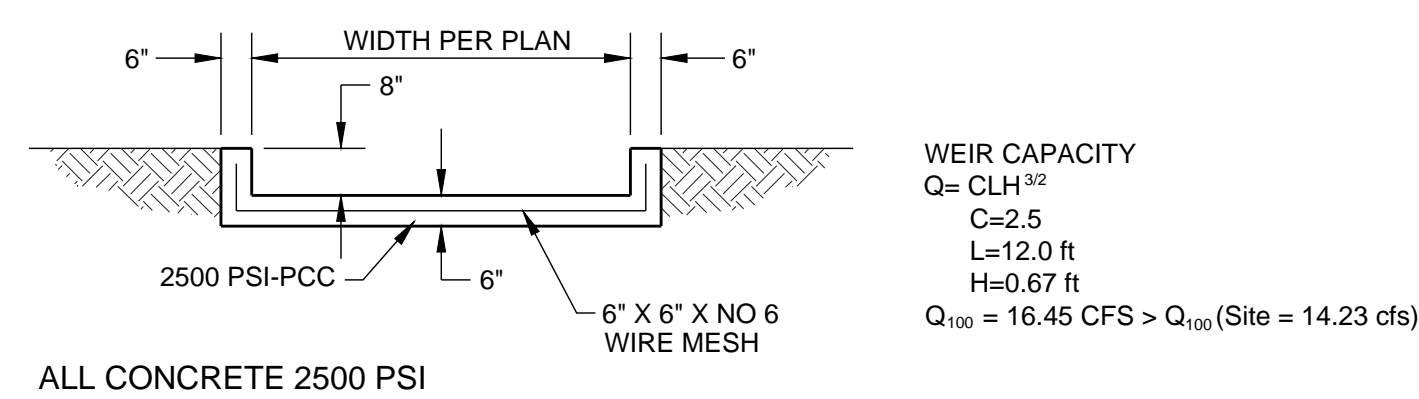 6"
WIDTH PER PLAN
6"
8"
2500 PSI-PCC
6"
6" X 6" X NO 6
WIRE MESH
ALL CONCRETE 2500 PSI
WEIR CAPACITY
Q= CLH 3/2
C=2.5
L=12.0 ft
H=0.67 ft
Q100 = 16.45 CFS > Q100 (Site = 14.23 cfs)